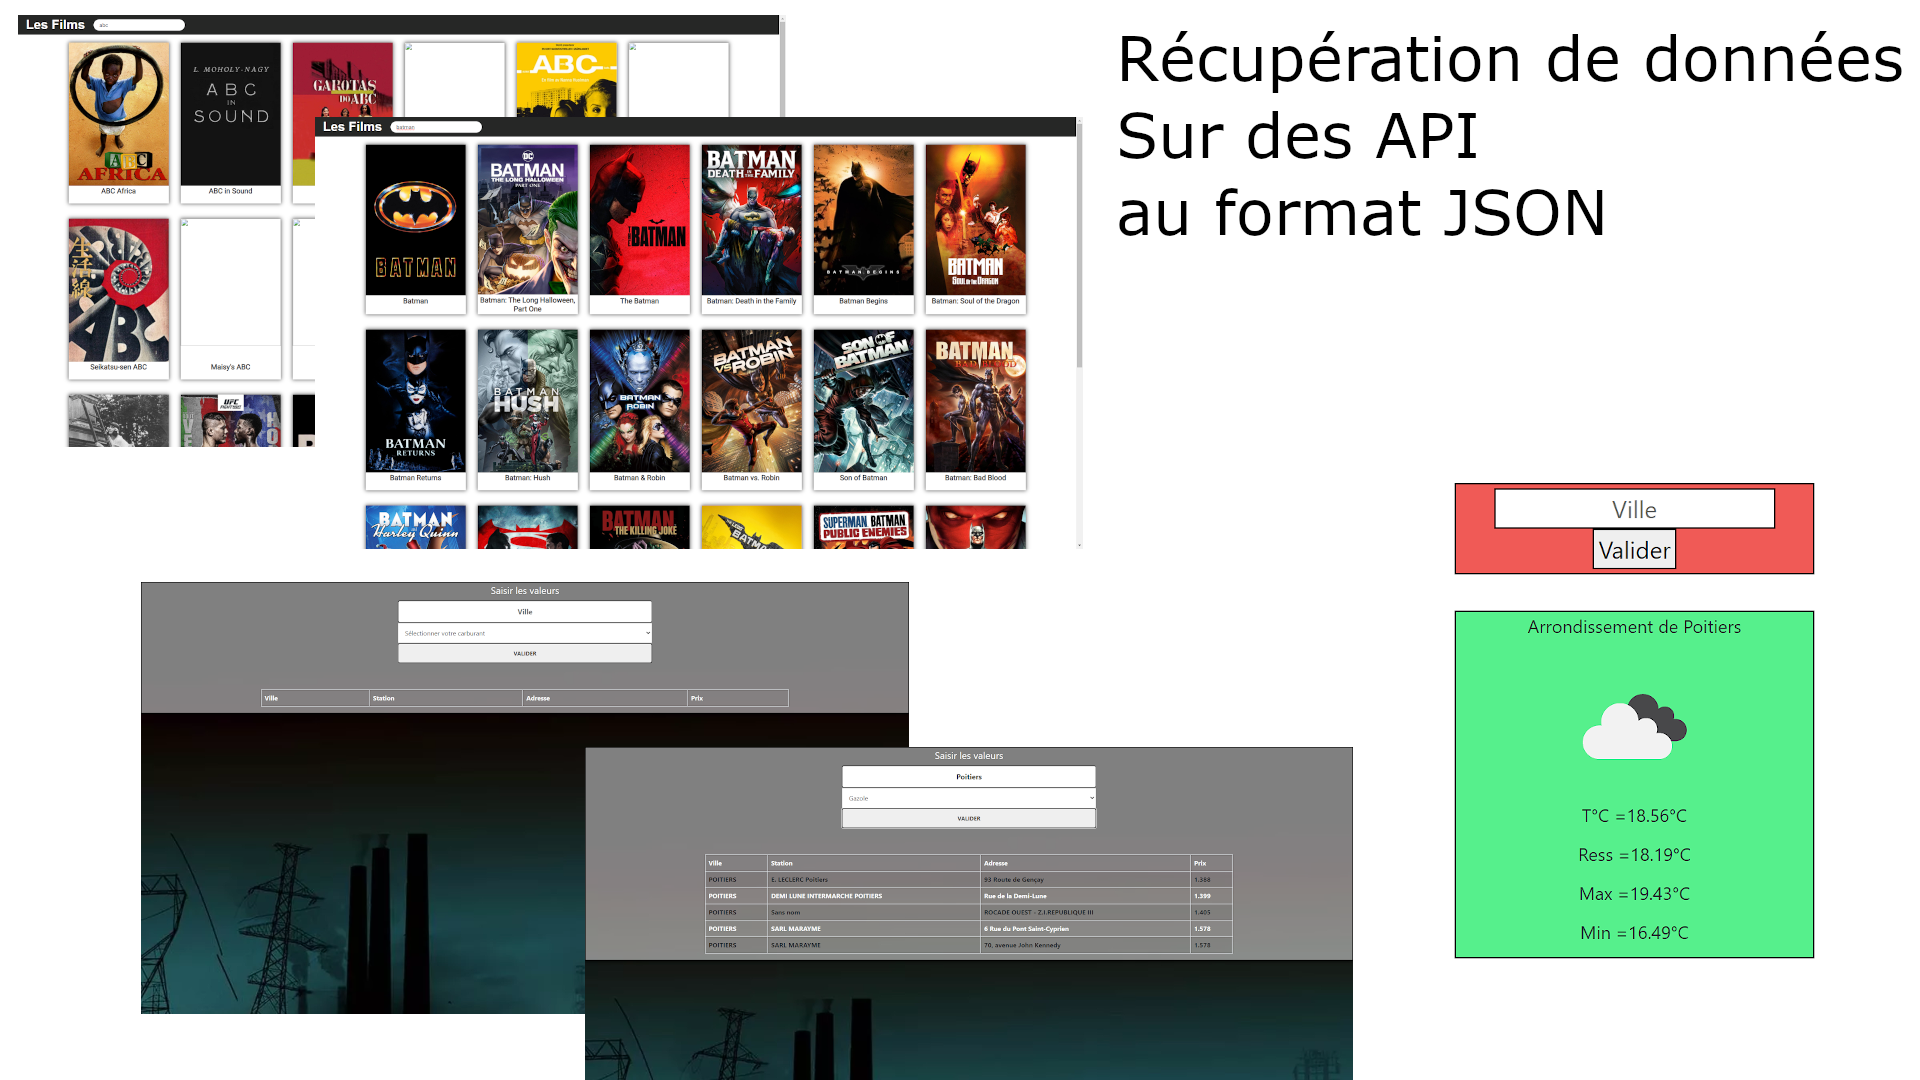 Récupération de données
Sur des API
au format JSON
Les Films
abc
L. MOHOLY-NAGY
ABC
IN
SOUND
GAROTAS
DO ABC
ABC
ABC
AFRICA
ABC Africa
ABC in Sound
生活線
ABC
Seikatsu-sen ABC
Maisy's ABC
UFC
Les Films
batman
BATMAN
DC
BATMAN
THE LONG HALLOWEEN
PART ONE
THE BATMAN
BATMAN
DEATH IN THE FAMILY
BATMAN BEGINS
BATMAN
SOUL OF THE DRAGON
Batman
Batman: The Long Halloween,
Part One
The Batman
Batman: Death in the Family
Batman Begins
Batman: Soul of the Dragon
BATMAN
RETURNS
BATMAN
HUSH
BATMAN
& ROBIN
BATMAN
VS ROBIN
SON OF
BATMAN
BATMAN
BAD BLOOD
Batman Returns
Batman: Hush
Batman & Robin
Batman vs. Robin
Son of Batman
Batman: Bad Blood
BATMAN
Harley Quinn
BATMAN
THE KILLING JOKE
THE LEGO
BATMAN
SUPERMAN BATMAN
PUBLIC ENEMIES
Ville
Valider
Arrondissement de Poitiers
T°C =18.56°C
Ress =18.19°C
Max =19.43°C
Min =16.49°C
Saisir les valeurs
Ville
Sélectionner votre carburant
VALIDER
Ville Station Adresse Prix
Saisir les valeurs
Poitiers
Gazole
VALIDER
Ville Station Adresse Prix
POITIERS E. LECLERC Poitiers 93 Route de Gençay 1.388
POITIERS DEMI LUNE INTERMARCHE POITIERS Rue de la Demi-Lune 1.399
POITIERS Sans nom ROCADE OUEST - Z.I.REPUBLIQUE III 1.405
POITIERS SARL MARAYME 6 Rue du Pont Saint-Cyprien 1.578
POITIERS SARL MARAYME 70, avenue John Kennedy 1.578